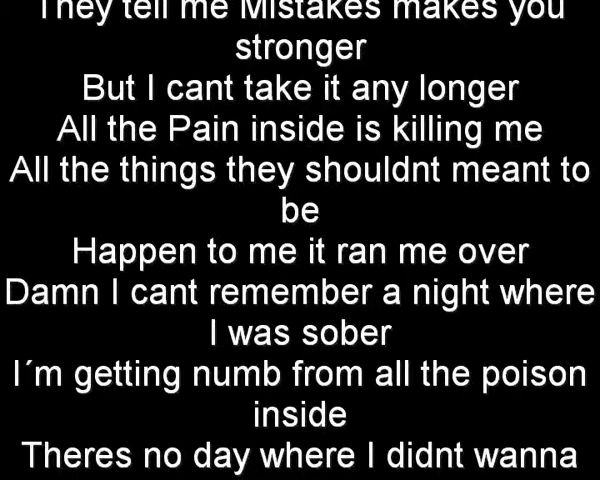 They tell me Mistakes makes you
stronger
But I cant take it any longer
All the Pain inside is killing me
All the things they shouldnt meant to
be
Happen to me it ran me over
Damn I cant remember a night where
I was sober
I´m getting numb from all the poison
inside
Theres no day where I didnt wanna